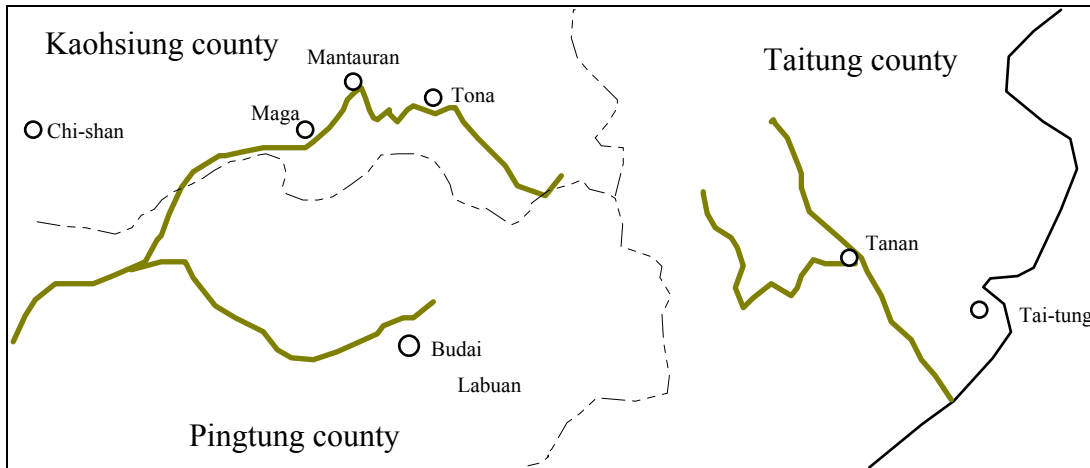 Kaohsiung county
Taitung county
Mantauran
Tona
Maga
Chi-shan
Tanan
Tai-tung
Budai
Labuan
Pingtung county